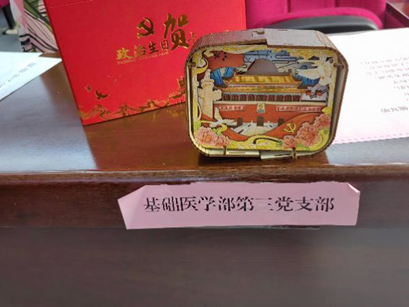 贺
政治生日
基础医学部第三党支部